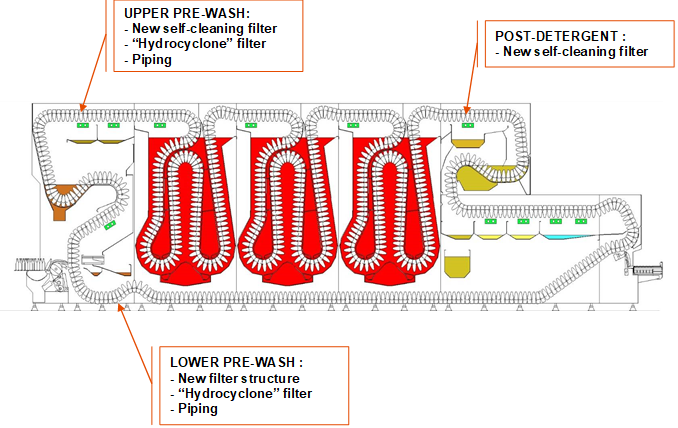 UPPER PRE-WASH:
- New self-cleaning filter
- “Hydrocyclone” filter
- Piping
POST-DETERGENT :
- New self-cleaning filter
LOWER PRE-WASH :
- New filter structure
- “Hydrocyclone” filter
- Piping